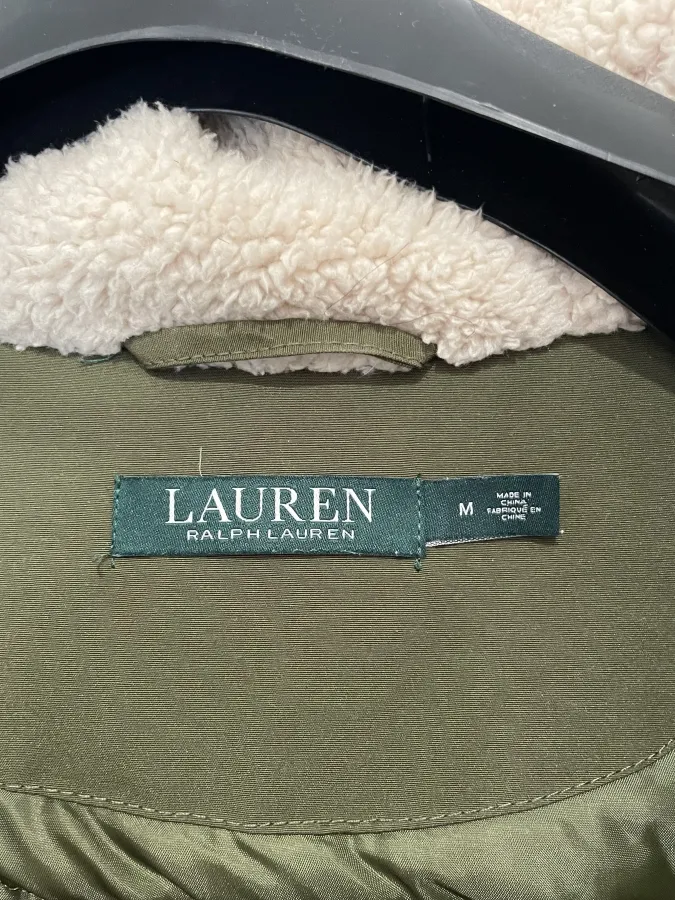 LAUREN
RALPH LAUREN
M
MADE IN
CHINA
FABRIQUÉ EN
CHINE